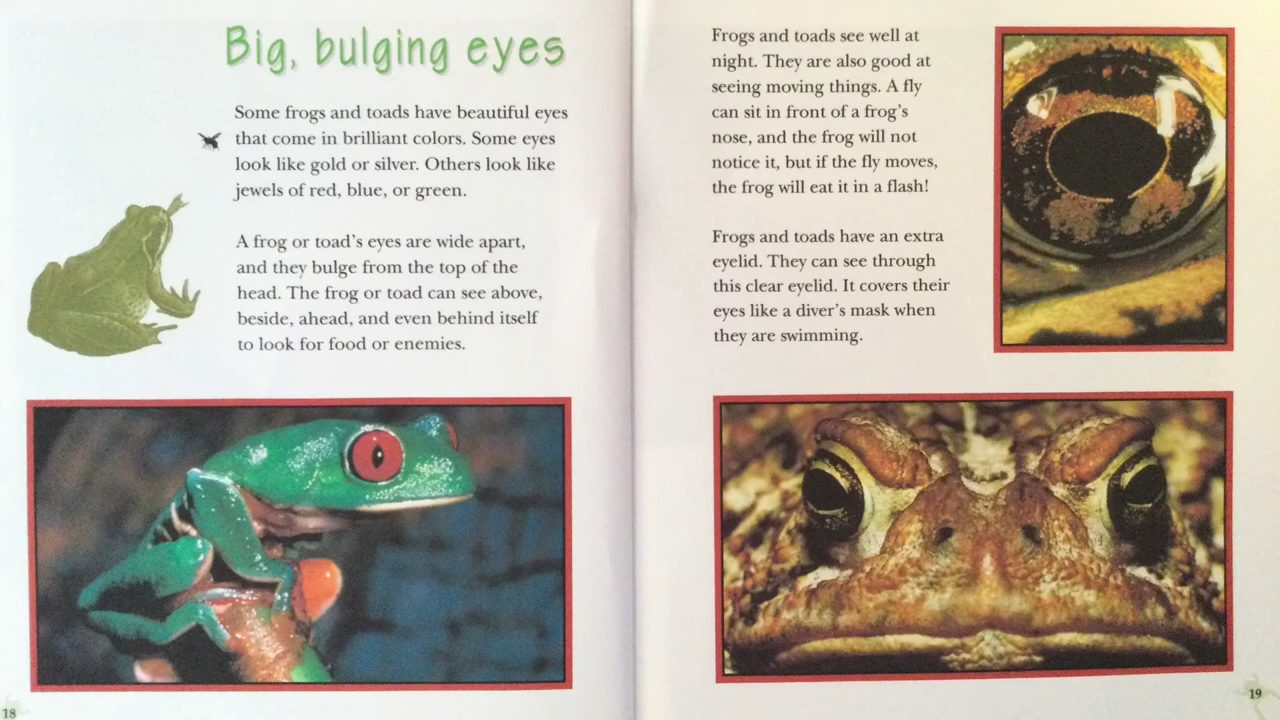 Big, bulging eyes
Some frogs and toads have beautiful eyes
that come in brilliant colors. Some eyes
look like gold or silver. Others look like
jewels of red, blue, or green.
A frog or toad's eyes are wide apart,
and they bulge from the top of the
head. The frog or toad can see above,
beside, ahead, and even behind itself
to look for food or enemies.
18
Frogs and toads see well at
night. They are also good at
seeing moving things. A fly
can sit in front of a frog's
nose, and the frog will not
notice it, but if the fly moves,
the frog will eat it in a flash!
Frogs and toads have an extra
eyelid. They can see through
this clear eyelid. It covers their
eyes like a diver's mask when
they are swimming.
19